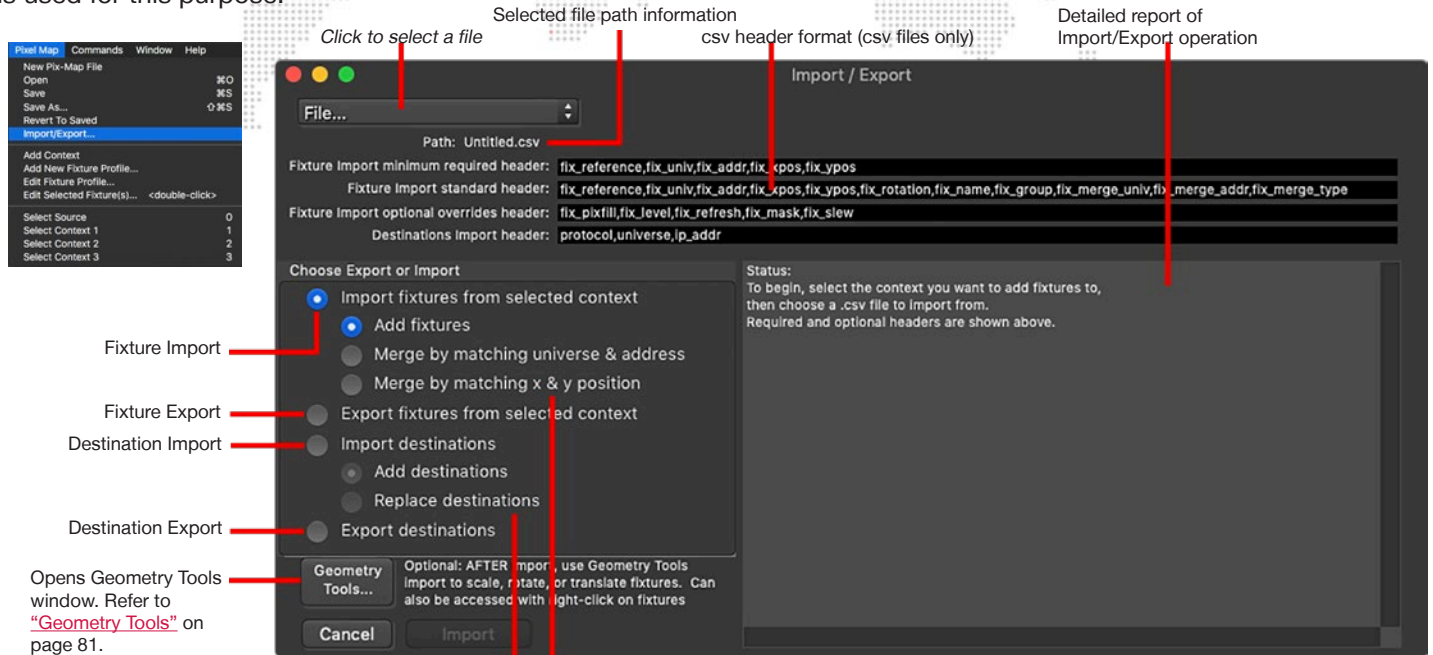 is used for this purpose.
Selected file path information
Detailed report of
Import/Export operation
Click to select a file
csv header format (csv files only)
Pixel Map Commands Window Help
New Pix-Map File
Open ⌘O
Save ⌘S
Save As... ⇧⌘S
Revert To Saved
Import/Export...
Add Context
Add New Fixture Profile...
Edit Fixture Profile...
Edit Selected Fixture(s)... <double-click>
Select Source 0
Select Context 1 1
Select Context 2 2
Select Context 3 3
Import / Export
File...
Path: Untitled.csv
Fixture Import minimum required header: fix_reference,fix_univ,fix_addr,fix_xpos,fix_ypos
Fixture Import standard header: fix_reference,fix_univ,fix_addr,fix_xpos,fix_ypos,fix_rotation,fix_name,fix_group,fix_merge_univ,fix_merge_addr,fix_merge_type
Fixture Import optional overrides header: fix_pixfill,fix_level,fix_refresh,fix_mask,fix_slew
Destinations Import header: protocol,universe,ip_addr
Choose Export or Import
Import fixtures from selected context
Add fixtures
Merge by matching universe & address
Merge by matching x & y position
Export fixtures from selected context
Import destinations
Add destinations
Replace destinations
Export destinations
Status:
To begin, select the context you want to add fixtures to,
then choose a .csv file to import from.
Required and optional headers are shown above.
Fixture Import
Fixture Export
Destination Import
Destination Export
Opens Geometry Tools
window. Refer to
"Geometry Tools" on
page 81.
Geometry
Tools...
Optional: AFTER import, use Geometry Tools
import to scale, rotate, or translate fixtures. Can
also be accessed with right-click on fixtures
Cancel
Import